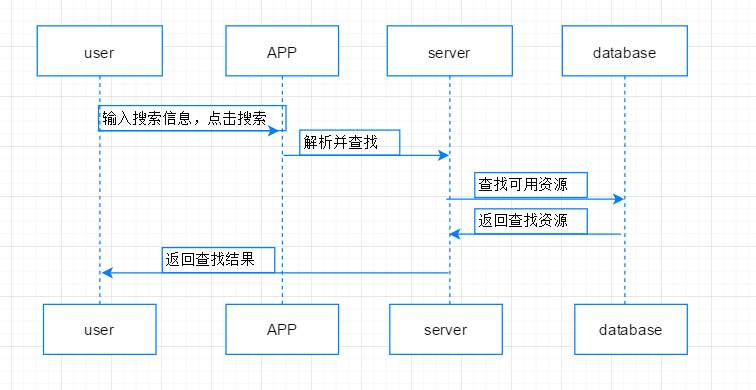 user
APP
server
database
输入搜索信息，点击搜索
解析并查找
查找可用资源
返回查找资源
返回查找结果
user
APP
server
database